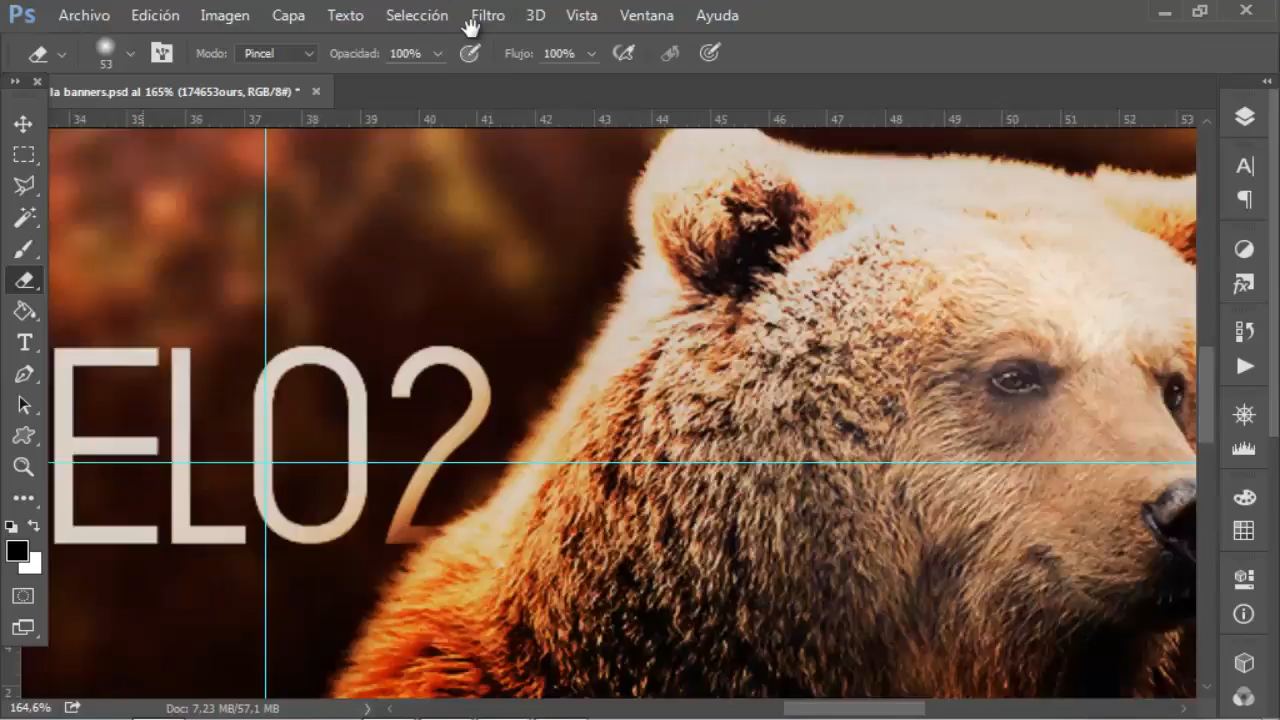 Ps Archivo Edición Imagen Capa Texto Selección Filtro 3D Vista Ventana Ayuda
53 Modo: Pincel Opacidad: 100% Flujo: 100%
la banners.psd al 165% (174653ours, RGB/8#) *
34 35 36 37 38 39 40 41 42 43 44 45 46 47 48 49 50 51 52 53
ELO2
4
2
164,6% Doc: 7,23 MB/57,1 MB